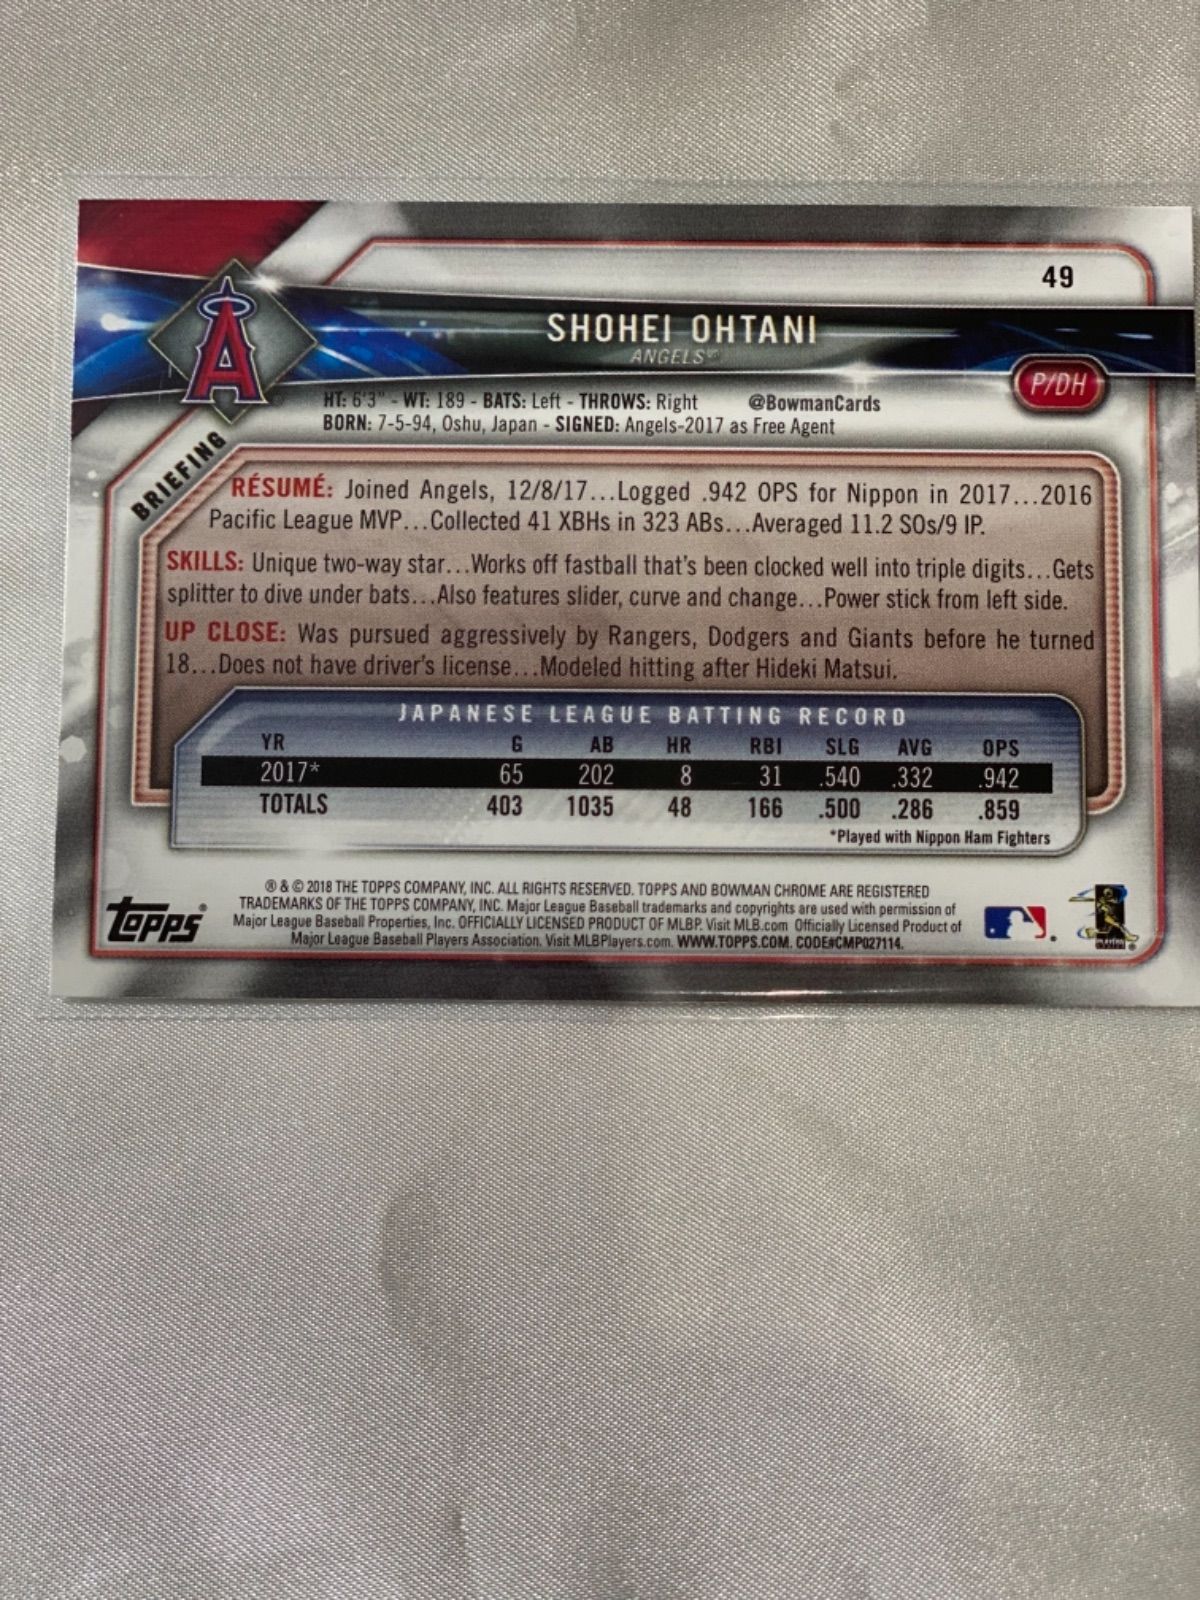 49
SHOHEI OHTANI
ANGELS
P/DH
HT: 6'3" - WT: 189 - BATS: Left - THROWS: Right @BowmanCards
BORN: 7-5-94, Oshu, Japan - SIGNED: Angels-2017 as Free Agent
BRIEFING
RÉSUMÉ: Joined Angels, 12/8/17...Logged .942 OPS for Nippon in 2017...2016
Pacific League MVP...Collected 41 XBHs in 323 ABs...Averaged 11.2 SOs/9 IP.
SKILLS: Unique two-way star...Works off fastball that's been clocked well into triple digits...Gets
splitter to dive under bats...Also features slider, curve and change...Power stick from left side.
UP CLOSE: Was pursued aggressively by Rangers, Dodgers and Giants before he turned
18...Does not have driver's license...Modeled hitting after Hideki Matsui.
JAPANESE LEAGUE BATTING RECORD
YR G AB HR RBI SLG AVG OPS
2017* 65 202 8 31 .540 .332 .942
TOTALS 403 1035 48 166 .500 .286 .859
*Played with Nippon Ham Fighters
® & © 2018 THE TOPPS COMPANY, INC. ALL RIGHTS RESERVED. TOPPS AND BOWMAN CHROME ARE REGISTERED
TRADEMARKS OF THE TOPPS COMPANY, INC. Major League Baseball trademarks and copyrights are used with permission of
Major League Baseball Properties, Inc. OFFICIALLY LICENSED PRODUCT OF MLBP. Visit MLB.com Officially Licensed Product of
Major League Baseball Players Association. Visit MLBPlayers.com. WWW.TOPPS.COM. CODE#CMP027114.
TOPPS®
A